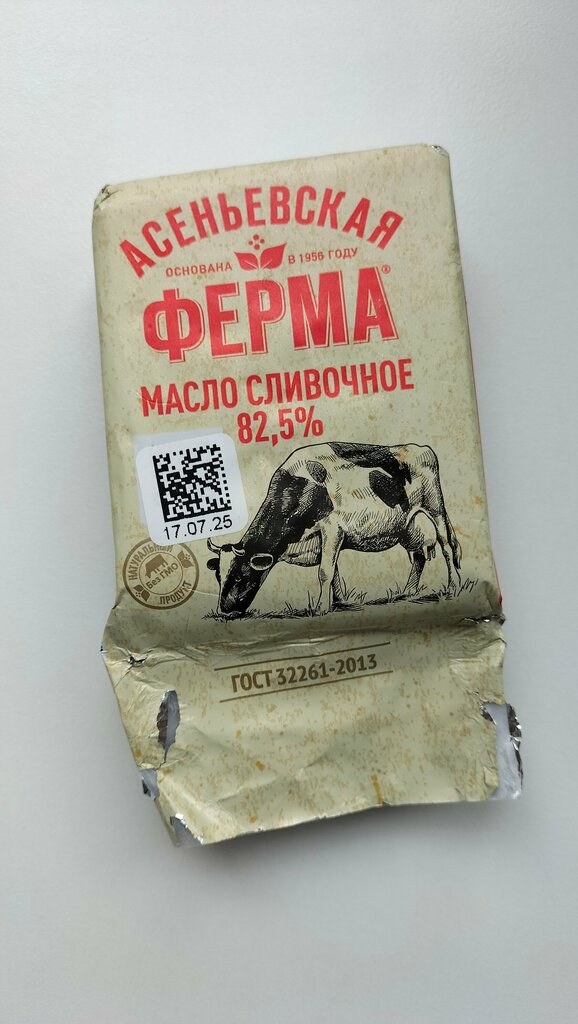 АСЕНЬЕВСКАЯ
ОСНОВАНА В 1956 ГОДУ
ФЕРМА®
МАСЛО СЛИВОЧНОЕ
82,5%
17.07.25
НАТУРАЛЬНЫЙ
Без ГМО
ПРОДУКТ
ГОСТ 32261-2013